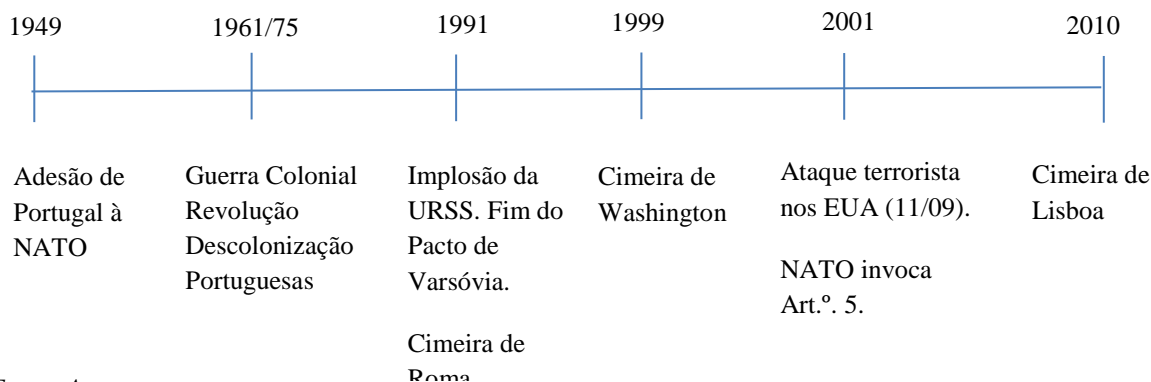 1949
1961/75
1991
1999
2001
2010
Adesão de
Portugal à
NATO
Guerra Colonial
Revolução
Descolonização
Portuguesas
Implosão da
URSS. Fim do
Pacto de
Varsóvia.
Cimeira de
Roma
Cimeira de
Washington
Ataque terrorista
nos EUA (11/09).
NATO invoca
Art.º. 5.
Cimeira de
Lisboa